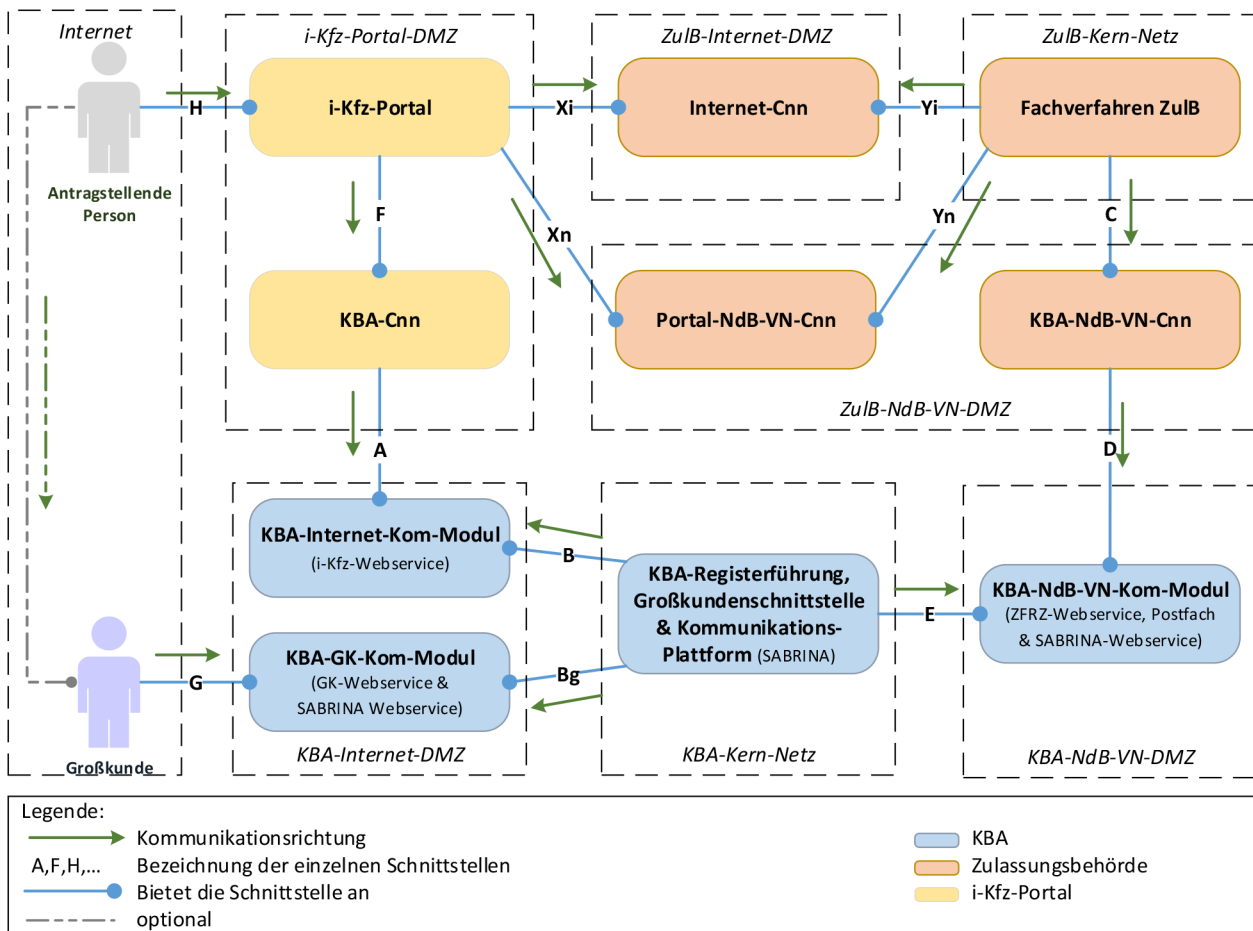 Internet
i-Kfz-Portal-DMZ
ZulB-Internet-DMZ
ZulB-Kern-Netz
H
i-Kfz-Portal
Xi
Internet-Cnn
Yi
Fachverfahren ZulB
Antragstellende
Person
F
Xn
Yn
C
KBA-Cnn
Portal-NdB-VN-Cnn
KBA-NdB-VN-Cnn
ZulB-NdB-VN-DMZ
A
D
KBA-Internet-Kom-Modul
(i-Kfz-Webservice)
B
KBA-Registerführung,
Großkundenschnittstelle
& Kommunikations-
Plattform (SABRINA)
E
KBA-NdB-VN-Kom-Modul
(ZFRZ-Webservice, Postfach
& SABRINA-Webservice)
G
KBA-GK-Kom-Modul
(GK-Webservice &
SABRINA Webservice)
Bg
Großkunde
KBA-Internet-DMZ
KBA-Kern-Netz
KBA-NdB-VN-DMZ
Legende:
Kommunikationsrichtung
A,F,H,... Bezeichnung der einzelnen Schnittstellen
Bietet die Schnittstelle an
optional
KBA
Zulassungsbehörde
i-Kfz-Portal